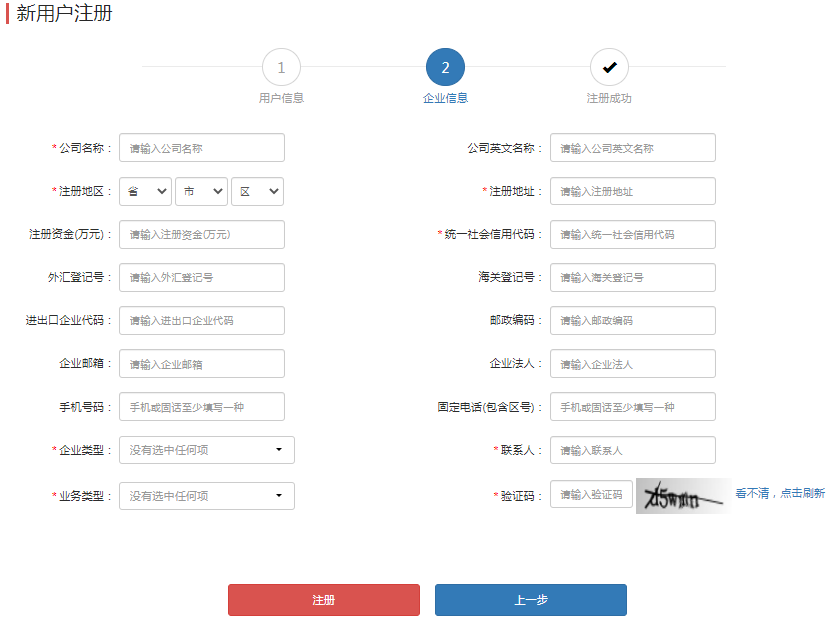 新用户注册
1 2
用户信息 企业信息 注册成功
*公司名称： 请输入公司名称 公司英文名称： 请输入公司英文名称
*注册地区： 省 市 区 *注册地址： 请输入注册地址
注册资金(万元)： 请输入注册资金(万元) *统一社会信用代码： 请输入统一社会信用代码
外汇登记号： 请输入外汇登记号 海关登记号： 请输入海关登记号
进出口企业代码： 请输入进出口企业代码 邮政编码： 请输入邮政编码
企业邮箱： 请输入企业邮箱 企业法人： 请输入企业法人
手机号码： 手机或固话至少填写一种 固定电话(包含区号)： 手机或固话至少填写一种
*企业类型： 没有选中任何项 *联系人： 请输入联系人
*业务类型： 没有选中任何项 *验证码： 请输入验证码 看不清，点击刷新
注册 上一步